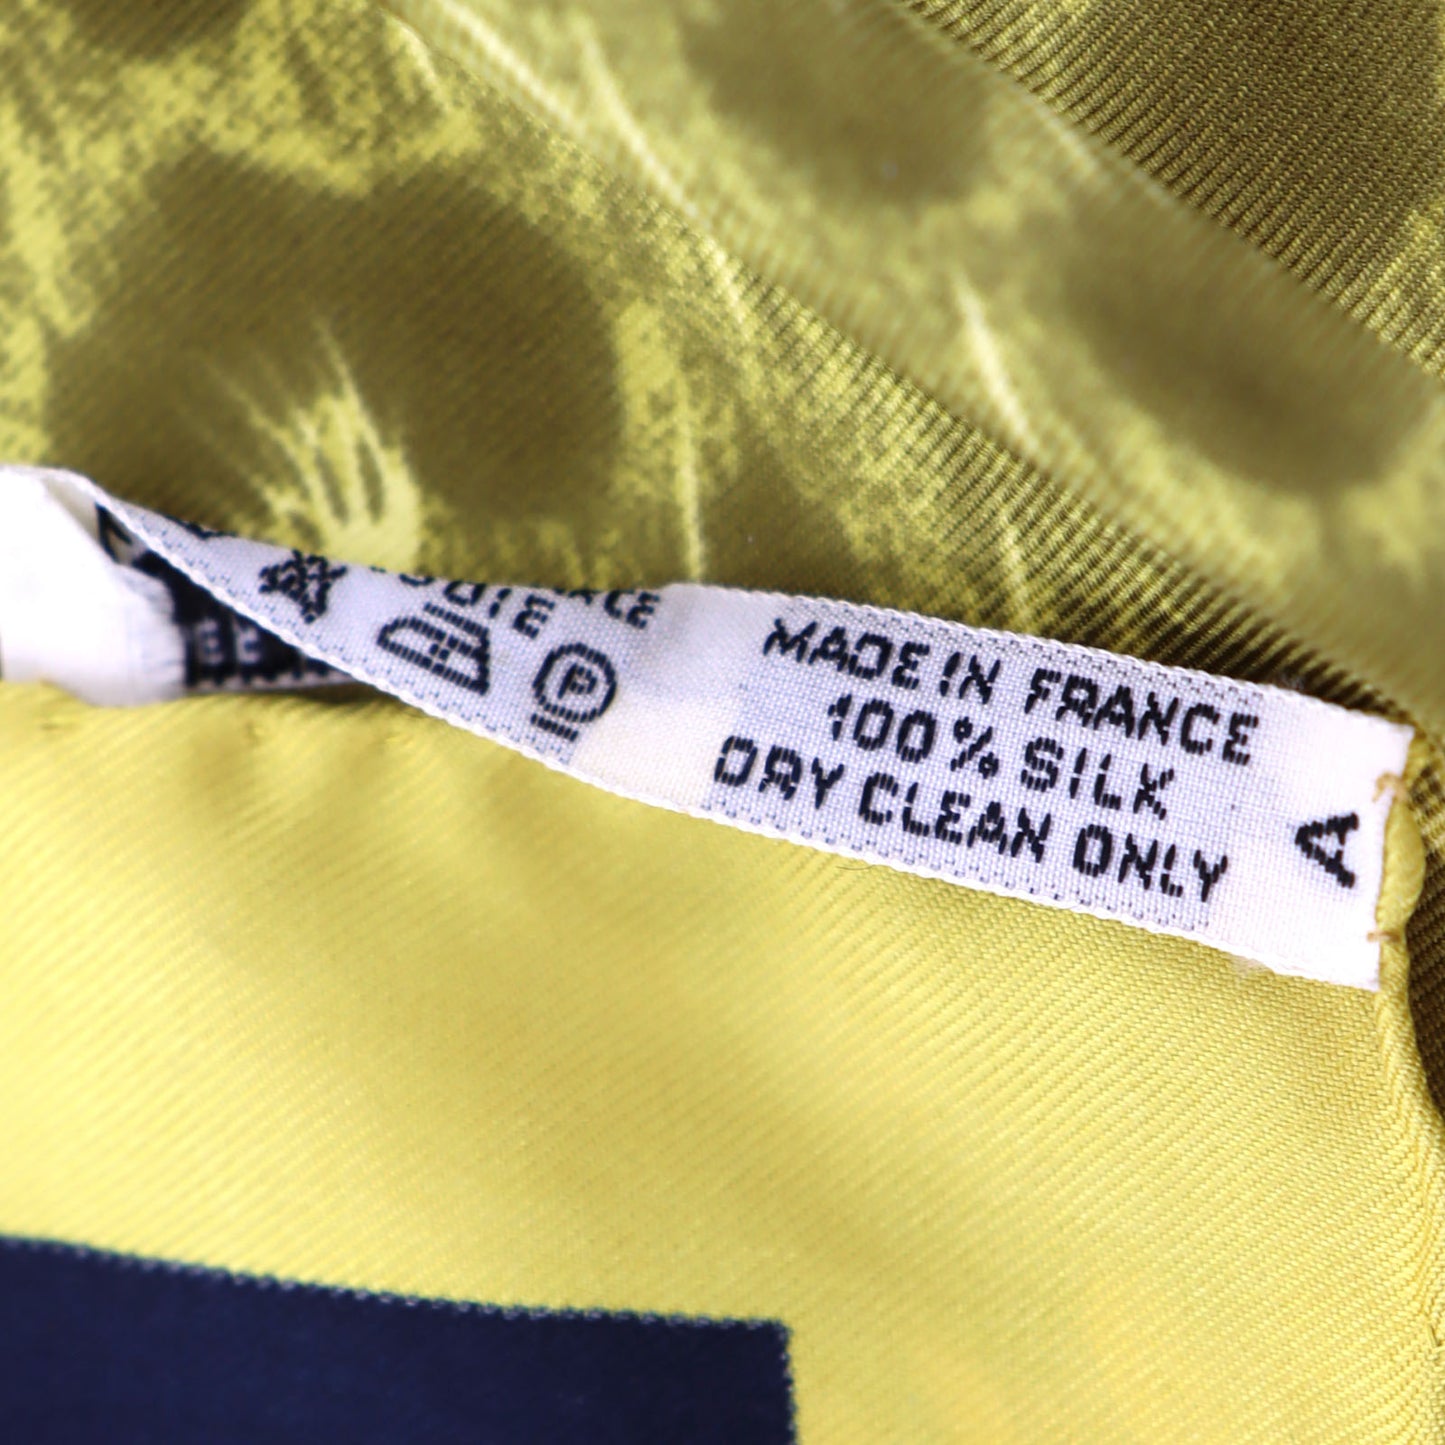 MADE IN FRANCE
100% SILK
DRY CLEAN ONLY
A
P